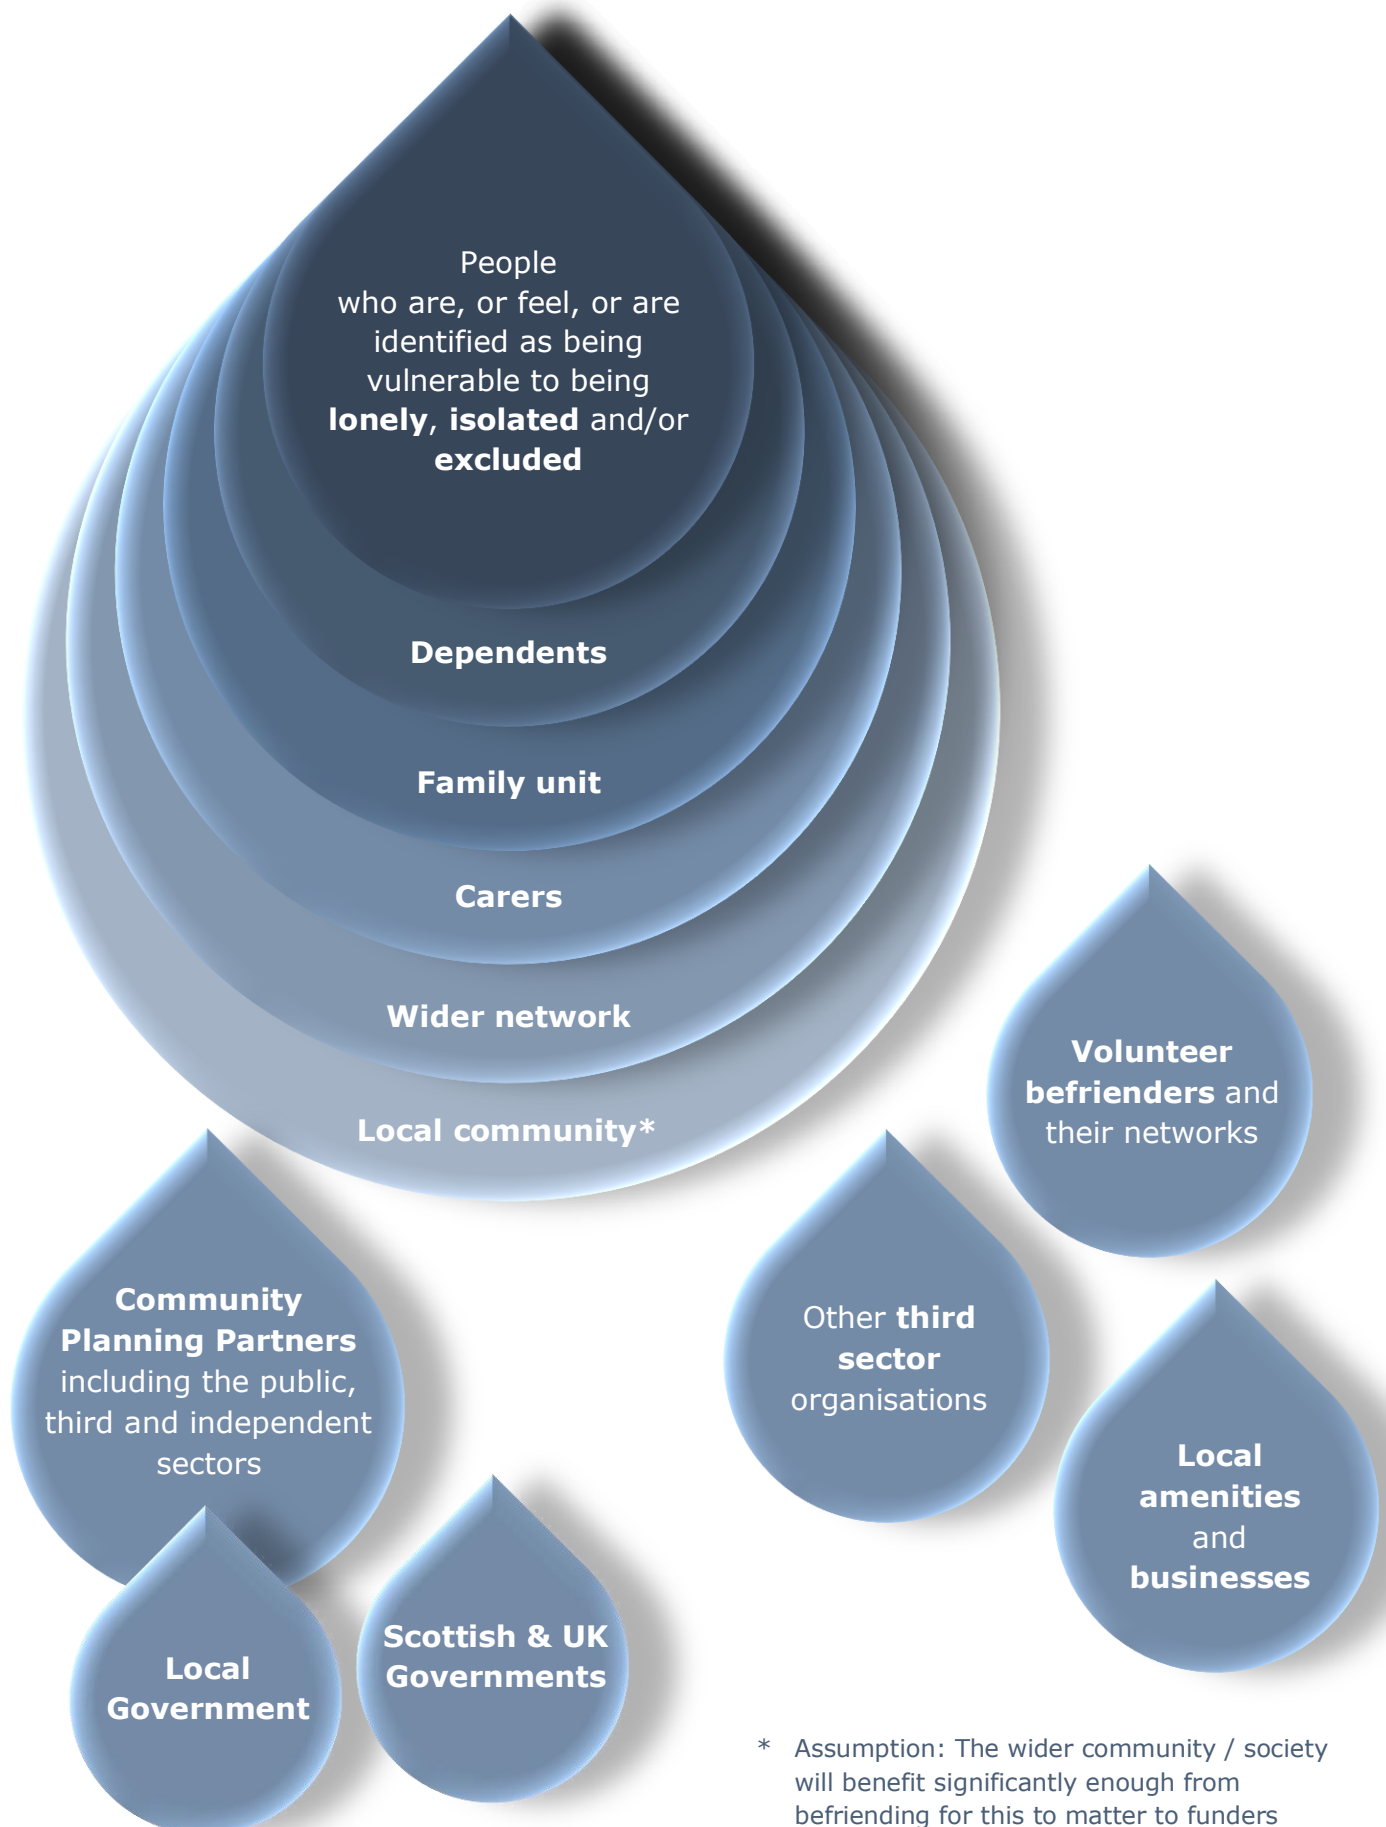 People
who are, or feel, or are
identified as being
vulnerable to being
lonely, isolated and/or
excluded
Dependents
Family unit
Carers
Wider network
Local community*
Volunteer
befrienders and
their networks
Community
Planning Partners
including the public,
third and independent
sectors
Other third
sector
organisations
Local
amenities
and
businesses
Scottish & UK
Governments
Local
Government
* Assumption: The wider community / society
will benefit significantly enough from
befriending for this to matter to funders